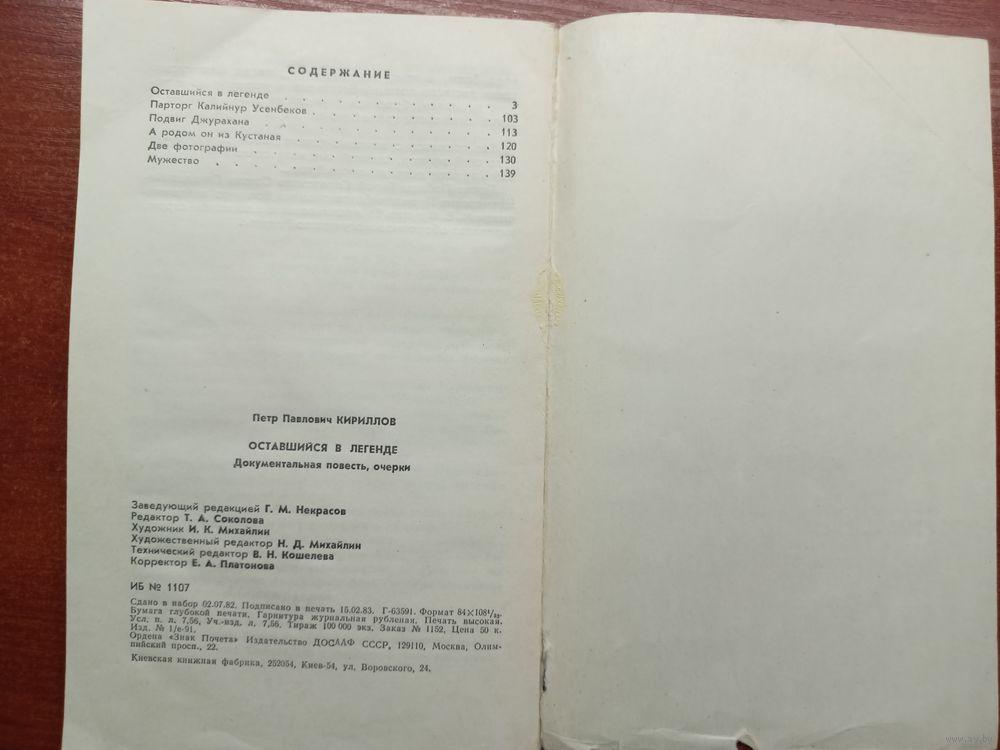 СОДЕРЖАНИЕ
Оставшийся в легенде . . . . . . . . . . . 3
Парторг Калийнур Усенбеков . . . . . . . . . 103
Подвиг Джурахана . . . . . . . . . . . 113
А родом он из Кустаная . . . . . . . . . . 120
Две фотографии . . . . . . . . . . . . 130
Мужество . . . . . . . . . . . . . 139
Петр Павлович КИРИЛЛОВ
ОСТАВШИЙСЯ В ЛЕГЕНДЕ
Документальная повесть, очерки
Заведующий редакцией Г. М. Некрасов
Редактор Т. А. Соколова
Художник И. К. Михайлин
Художественный редактор Н. Д. Михайлин
Технический редактор В. Н. Кошелева
Корректор Е. А. Платонова
ИБ № 1107
Сдано в набор 02.07.82. Подписано в печать 15.02.83. Г-63591. Формат 84×108¹/₃₂.
Бумага глубокой печати. Гарнитура журнальная рубленая. Печать высокая.
Усл. п. л. 7,56, Уч.-изд. л. 7,56. Тираж 100 000 экз. Заказ № 1152, Цена 50 к.
Изд. № 1/е-91.
Ордена «Знак Почета» Издательство ДОСААФ СССР, 129110, Москва, Олим-
пийский просп., 22.
Киевская книжная фабрика, 252054, Киев-54, ул. Воровского, 24.
www.ay.by